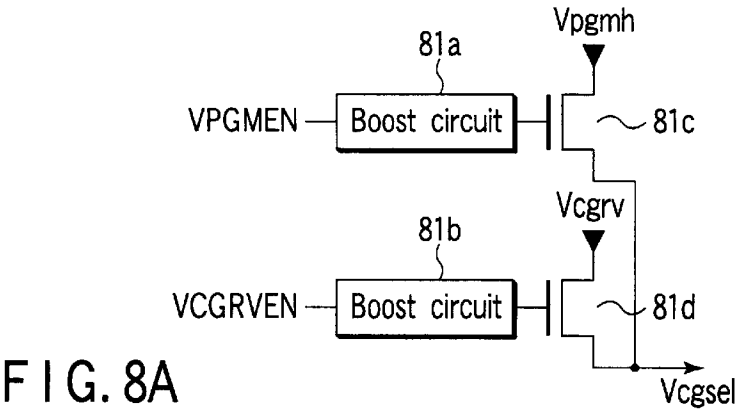 Vpgmh
81a
VPGMEN
Boost circuit
81c
Vcgrv
81b
VCGRVEN
Boost circuit
81d
Vcgsel
FIG. 8A